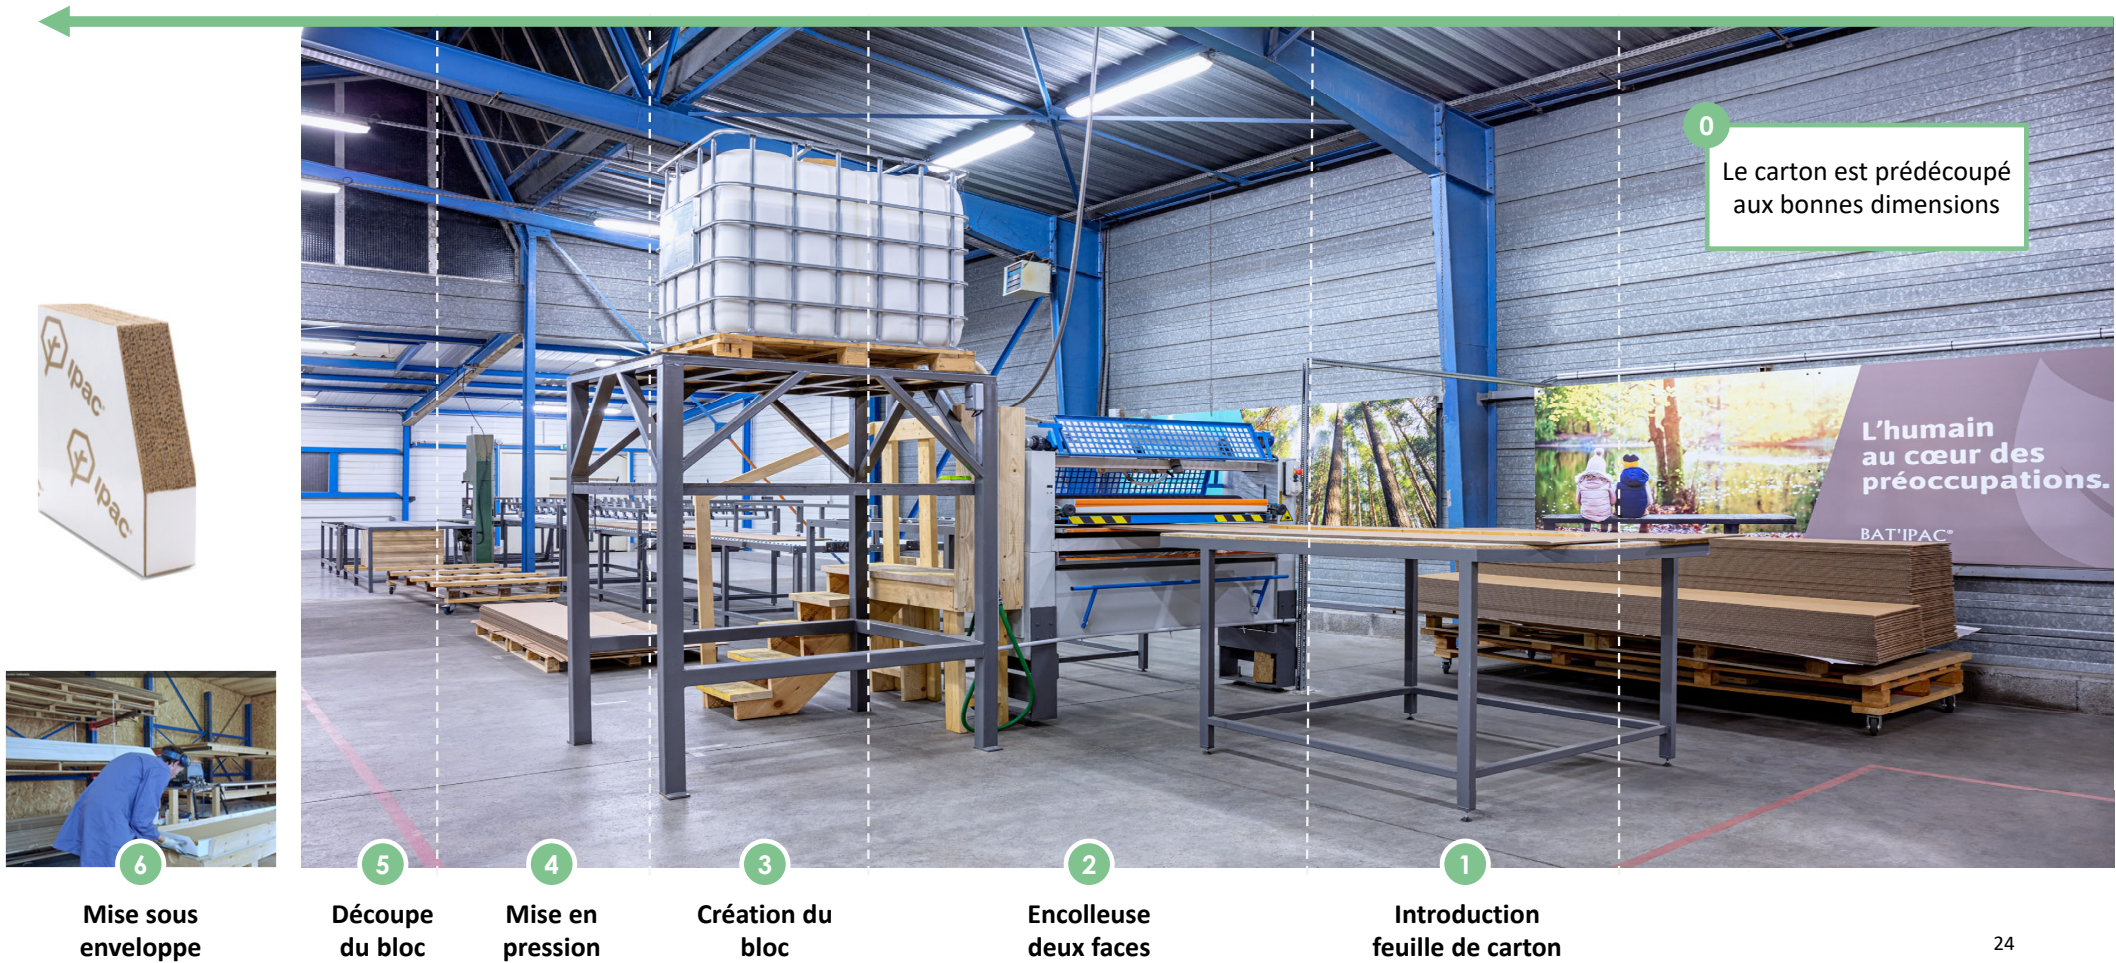 0
Le carton est prédécoupé
aux bonnes dimensions
L'humain
au cœur des
préoccupations.
BAT'IPAC®
Ipac
Ipac
6
Mise sous
enveloppe
5
Découpe
du bloc
4
Mise en
pression
3
Création du
bloc
2
Encolleuse
deux faces
1
Introduction
feuille de carton
24